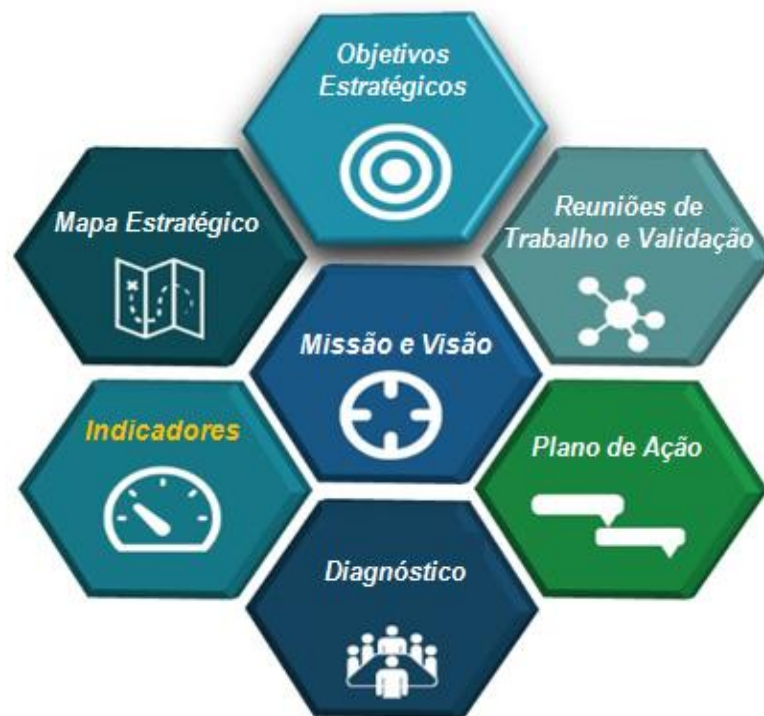 Objetivos
Estratégicos
Mapa Estratégico
Reuniões de
Trabalho e Validação
Missão e Visão
Indicadores
Plano de Ação
Diagnóstico